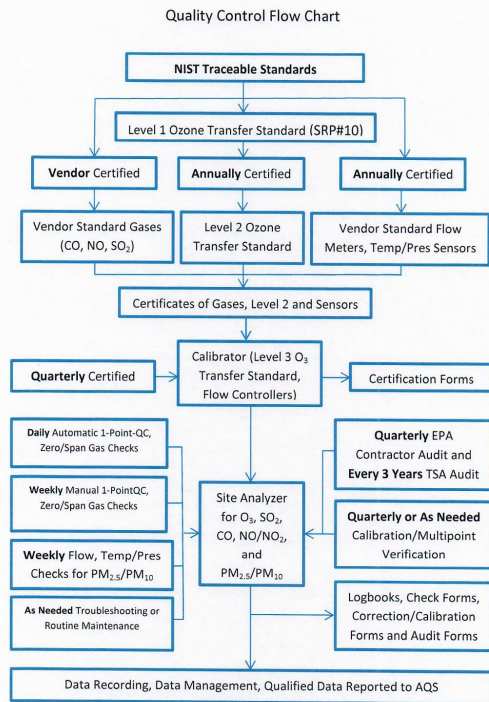 Quality Control Flow Chart
NIST Traceable Standards
Level 1 Ozone Transfer Standard (SRP#10)
Vendor Certified
Annually Certified
Annually Certified
Vendor Standard Gases
(CO, NO, SO₂)
Level 2 Ozone
Transfer Standard
Vendor Standard Flow
Meters, Temp/Pres Sensors
Certificates of Gases, Level 2 and Sensors
Quarterly Certified
Calibrator (Level 3 O₃
Transfer Standard,
Flow Controllers)
Certification Forms
Daily Automatic 1-Point-QC,
Zero/Span Gas Checks
Weekly Manual 1-PointQC,
Zero/Span Gas Checks
Weekly Flow, Temp/Pres
Checks for PM₂.₅/PM₁₀
As Needed Troubleshooting or
Routine Maintenance
Site Analyzer
for O₃, SO₂,
CO, NO/NO₂,
and
PM₂.₅/PM₁₀
Quarterly EPA
Contractor Audit and
Every 3 Years TSA Audit
Quarterly or As Needed
Calibration/Multipoint
Verification
Logbooks, Check Forms,
Correction/Calibration
Forms and Audit Forms
Data Recording, Data Management, Qualified Data Reported to AQS